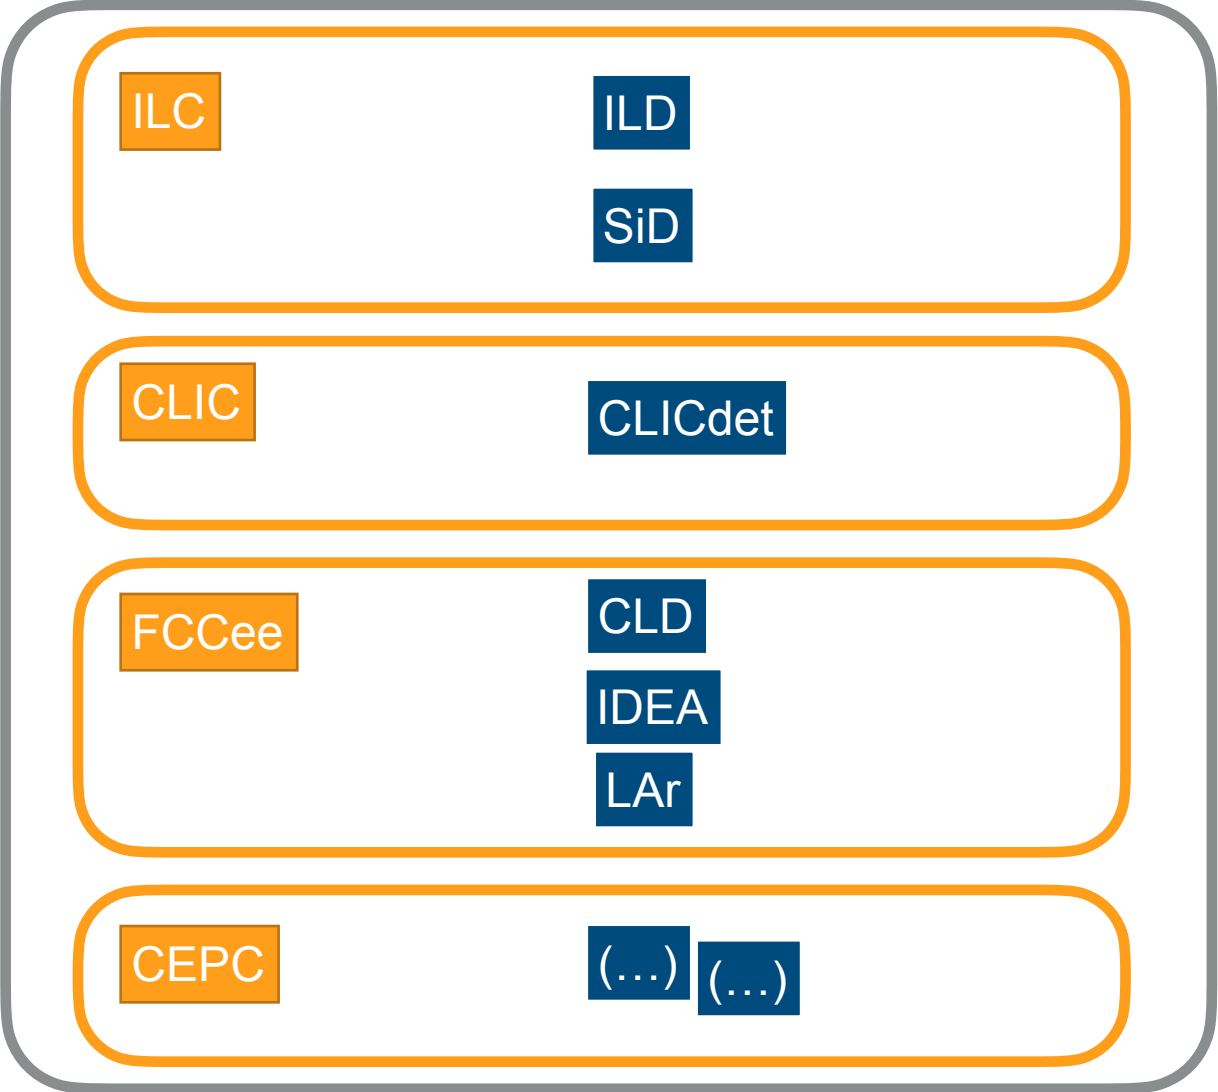 ILC
ILD
SiD
CLIC
CLICdet
FCCee
CLD
IDEA
LAr
CEPC
(...)
(...)